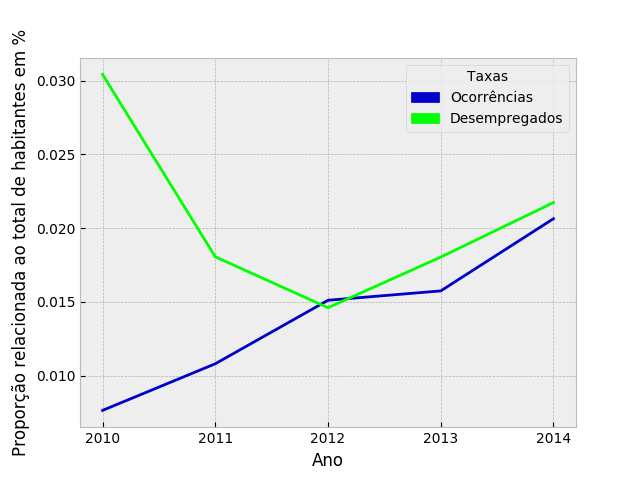 Proporção relacionada ao total de habitantes em %
0.030
0.025
0.020
0.015
0.010
Taxas
Ocorrências
Desempregados
2010 2011 2012 2013 2014
Ano